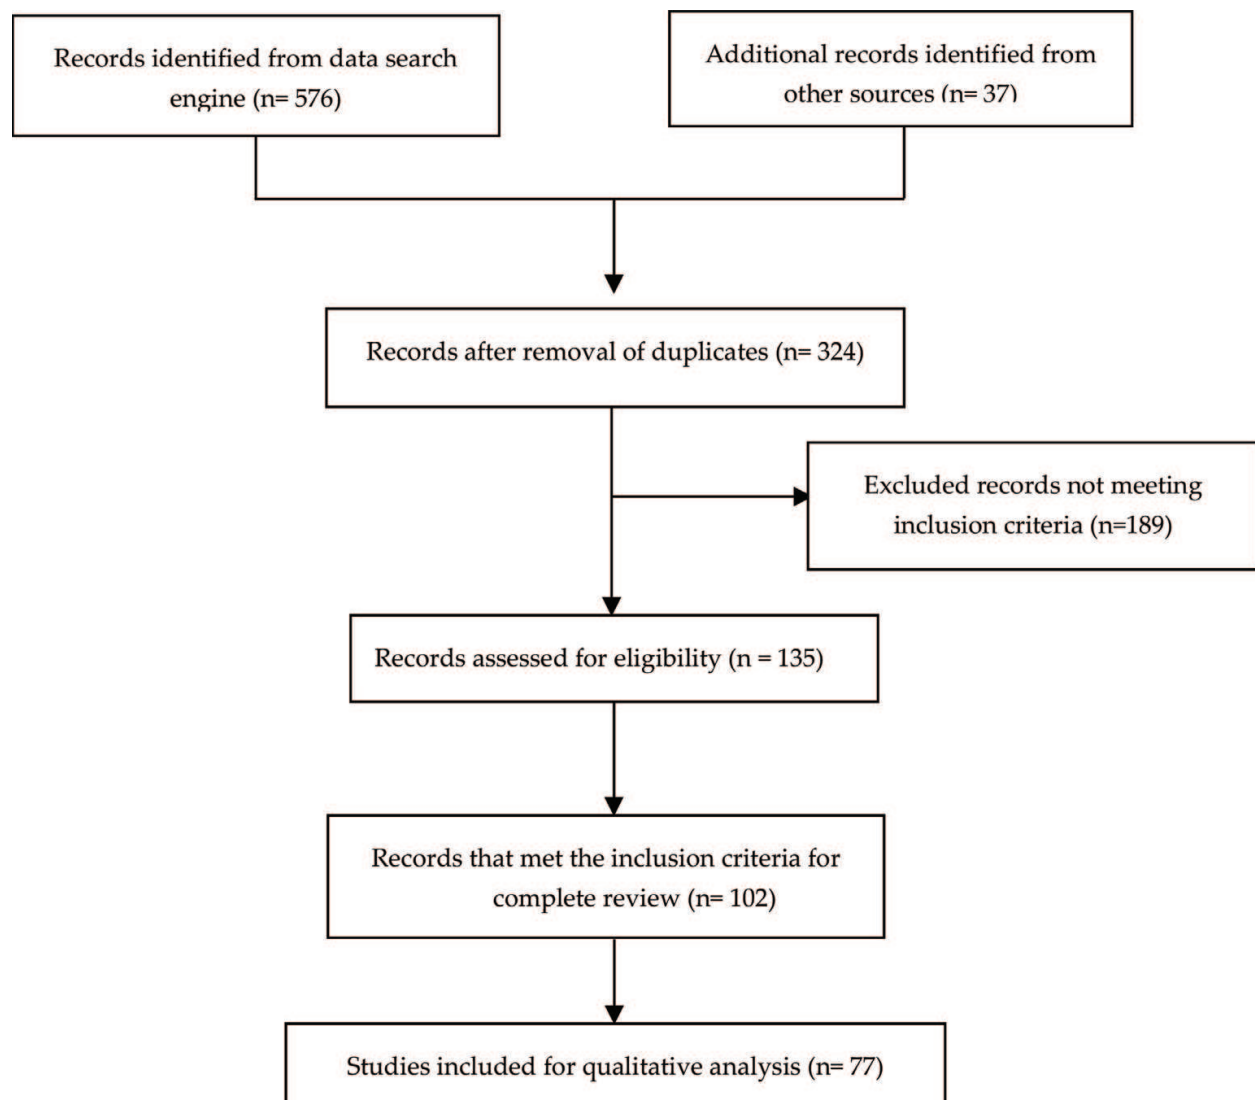 Records identified from data search
engine (n= 576)
Additional records identified from
other sources (n= 37)
Records after removal of duplicates (n= 324)
Excluded records not meeting
inclusion criteria (n=189)
Records assessed for eligibility (n = 135)
Records that met the inclusion criteria for
complete review (n= 102)
Studies included for qualitative analysis (n= 77)